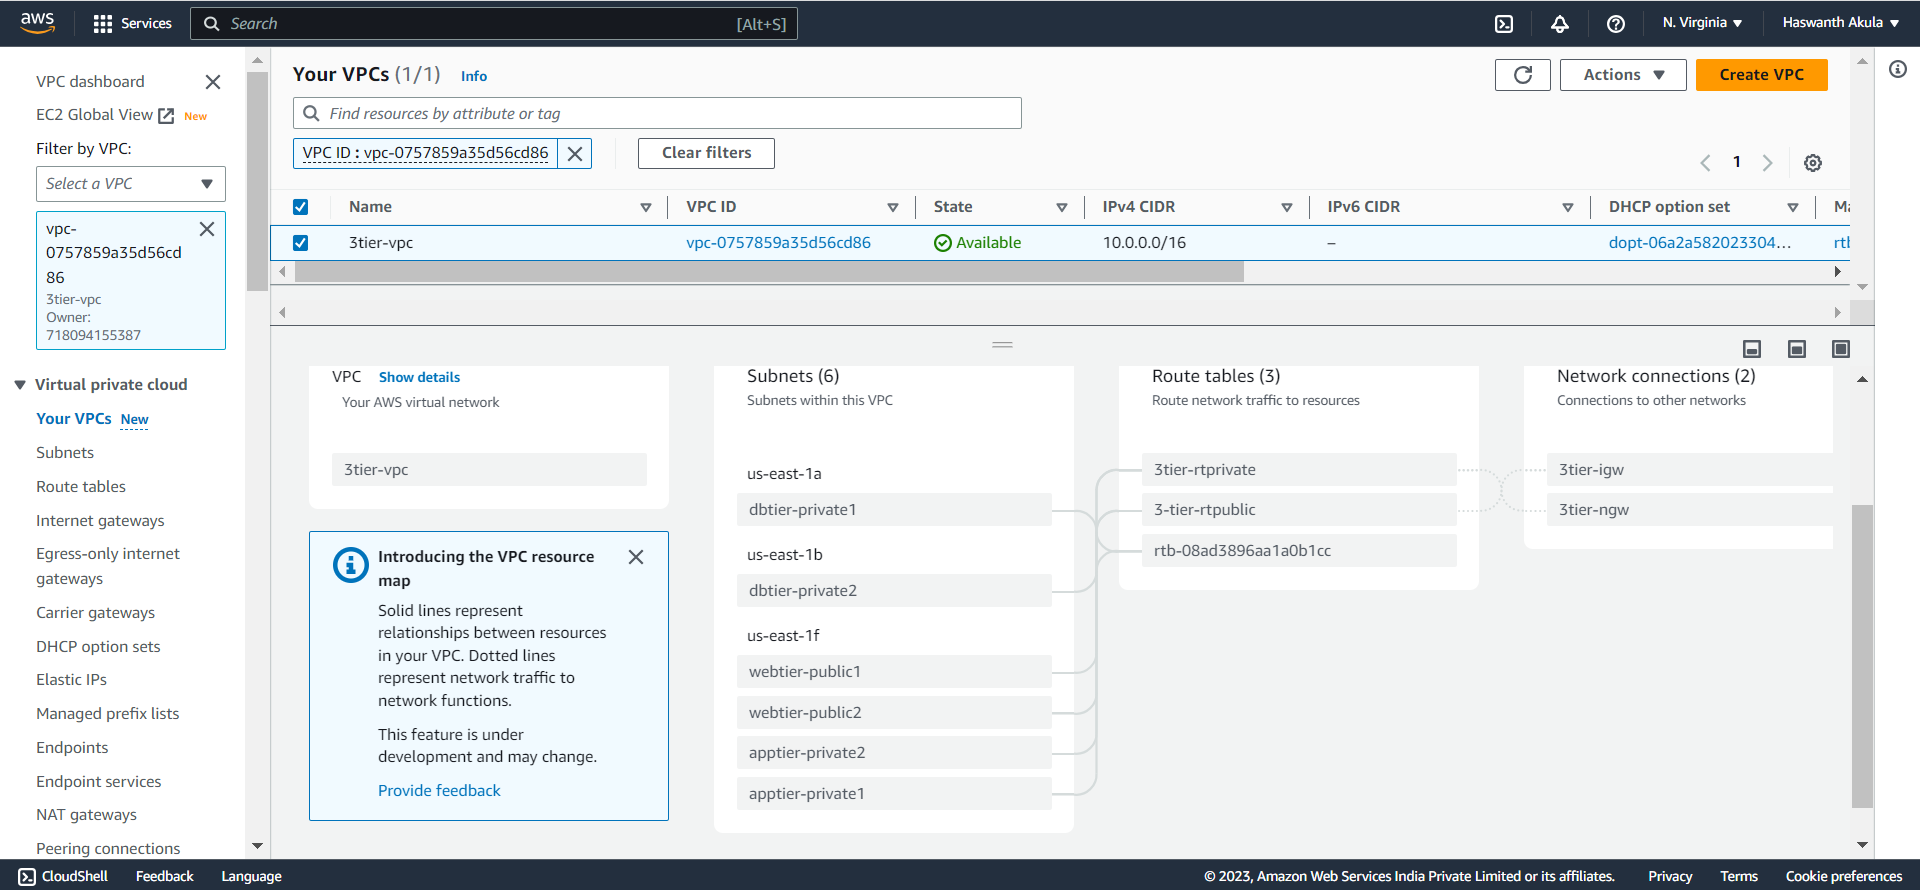 aws
Services
Search
[Alt+S]
N. Virginia
Haswanth Akula
VPC dashboard
EC2 Global View
New
Filter by VPC:
Select a VPC
vpc-
0757859a35d56cd
86
3tier-vpc
Owner:
718094155387
Virtual private cloud
Your VPCs New
Subnets
Route tables
Internet gateways
Egress-only internet
gateways
Carrier gateways
DHCP option sets
Elastic IPs
Managed prefix lists
Endpoints
Endpoint services
NAT gateways
Peering connections
Your VPCs (1/1) Info
Actions
Create VPC
Find resources by attribute or tag
VPC ID : vpc-0757859a35d56cd86
Clear filters
1
Name VPC ID State IPv4 CIDR IPv6 CIDR DHCP option set
3tier-vpc vpc-0757859a35d56cd86 Available 10.0.0.0/16 – dopt-06a2a582023304...
VPC Show details
Your AWS virtual network
3tier-vpc
Introducing the VPC resource
map
Solid lines represent
relationships between resources
in your VPC. Dotted lines
represent network traffic to
network functions.
This feature is under
development and may change.
Provide feedback
Subnets (6)
Subnets within this VPC
us-east-1a
dbtier-private1
us-east-1b
dbtier-private2
us-east-1f
webtier-public1
webtier-public2
apptier-private2
apptier-private1
Route tables (3)
Route network traffic to resources
3tier-rtprivate
3-tier-rtpublic
rtb-08ad3896aa1a0b1cc
Network connections (2)
Connections to other networks
3tier-igw
3tier-ngw
CloudShell
Feedback
Language
© 2023, Amazon Web Services India Private Limited or its affiliates.
Privacy
Terms
Cookie preferences